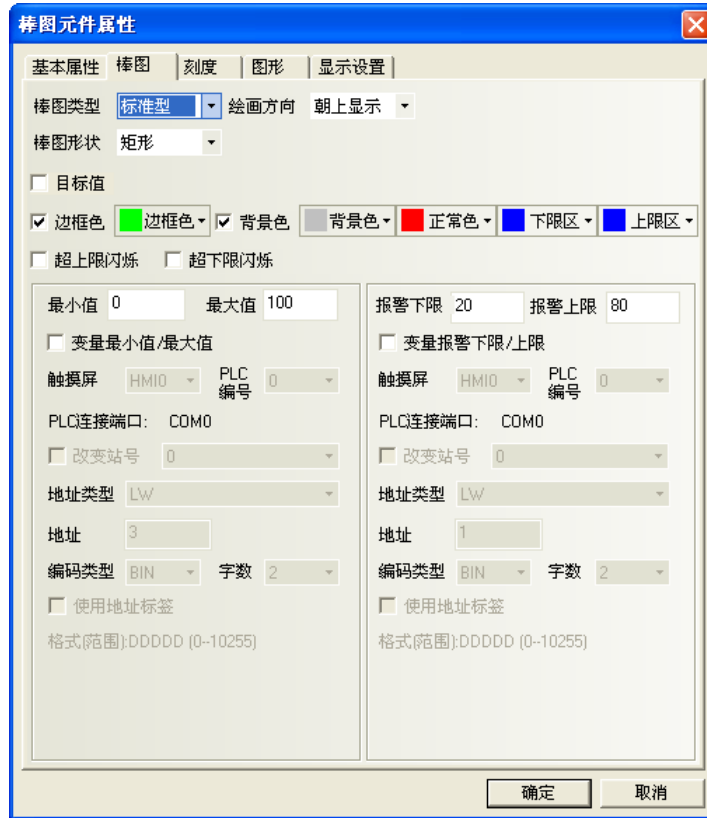 棒图元件属性
基本属性 棒图 刻度 图形 显示设置
棒图类型 标准型 绘画方向 朝上显示
棒图形状 矩形
目标值
边框色 边框色 背景色 背景色 正常色 下限区 上限区
超上限闪烁 超下限闪烁
最小值 0 最大值 100
变量最小值/最大值
触摸屏 HMI0 PLC 编号 0
PLC连接端口: COM0
改变站号 0
地址类型 LW
地址 3
编码类型 BIN 字数 2
使用地址标签
格式(范围):DDDDD (0--10255)
报警下限 20 报警上限 80
变量报警下限/上限
触摸屏 HMI0 PLC 编号 0
PLC连接端口: COM0
改变站号 0
地址类型 LW
地址 1
编码类型 BIN 字数 2
使用地址标签
格式(范围):DDDDD (0--10255)
确定 取消